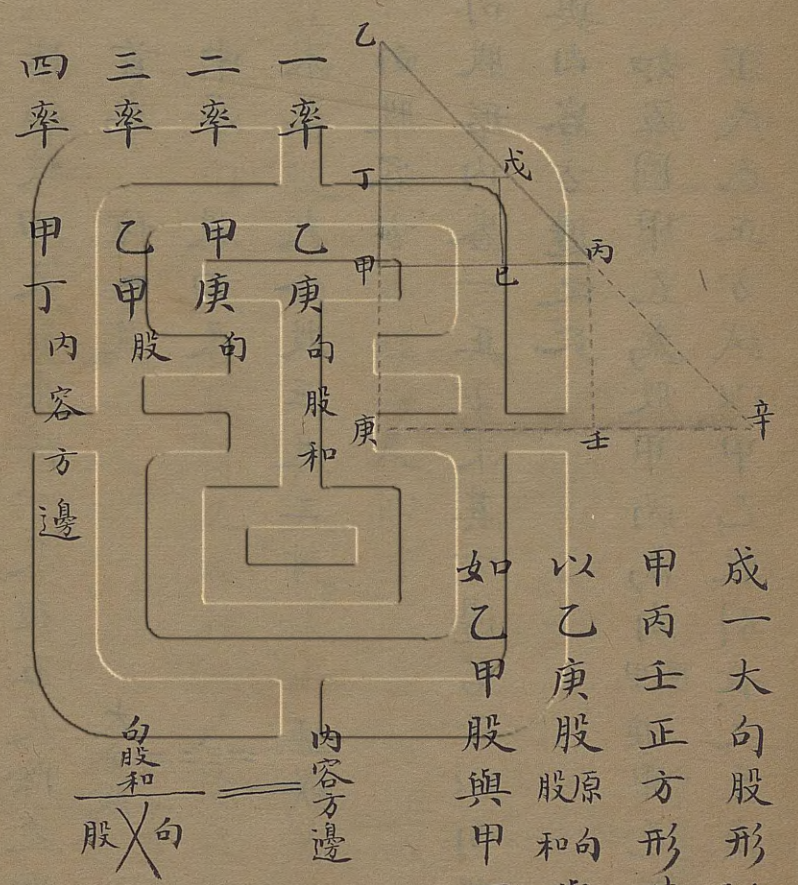 成一大句股形
甲丙壬正方形
以乙庚股原句股和
如乙甲股與甲
乙
丁
戊
甲
巳
丙
庚
壬
辛
一率 乙庚句股和
二率 甲庚句
三率 乙甲股
四率 甲丁內容方邊
內容方邊
句股和
股╳句